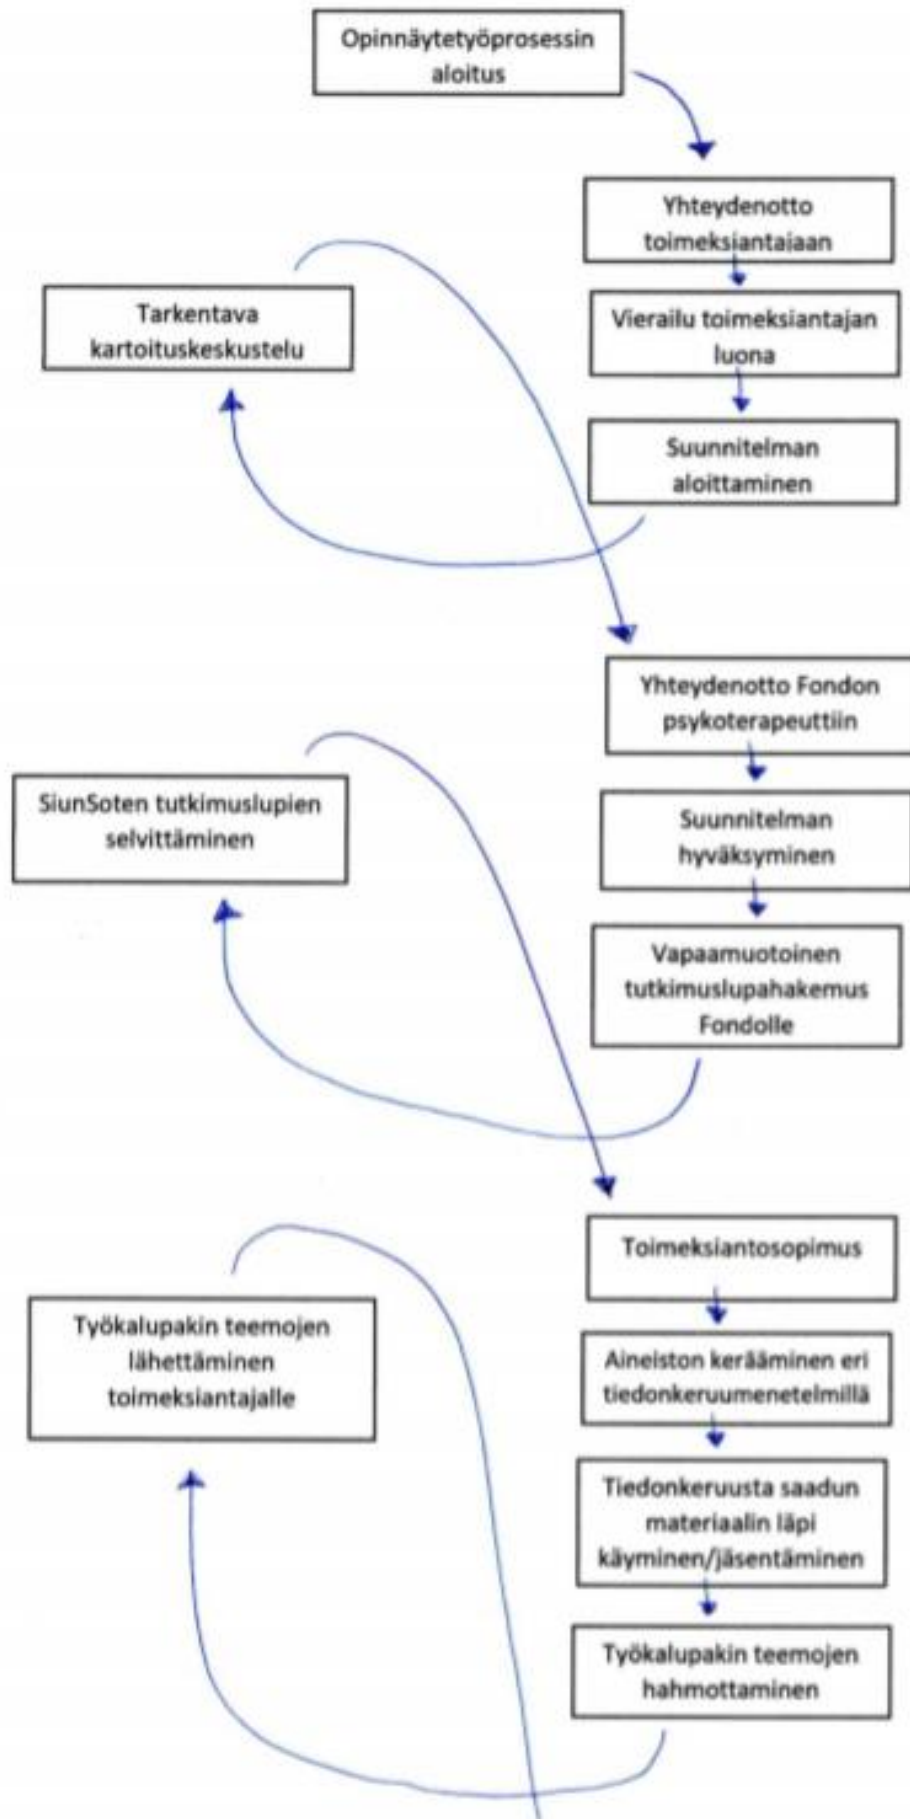 Opinnäytetyöprosessin
aloitus
Yhteydenotto
toimeksiantajaan
Vierailu toimeksiantajan
luona
Suunnitelman
aloittaminen
Tarkentava
kartoituskeskustelu
Yhteydenotto Fondon
psykoterapeuttiin
Suunnitelman
hyväksyminen
Vapaamuotoinen
tutkimuslupahakemus
Fondolle
SiunSoten tutkimuslupien
selvittäminen
Toimeksiantosopimus
Aineiston kerääminen eri
tiedonkeruumenetelmillä
Tiedonkeruusta saadun
materiaalin läpi
käyminen/jäsentäminen
Työkalupakin teemojen
hahmottaminen
Työkalupakin teemojen
lähettäminen
toimeksiantajalle